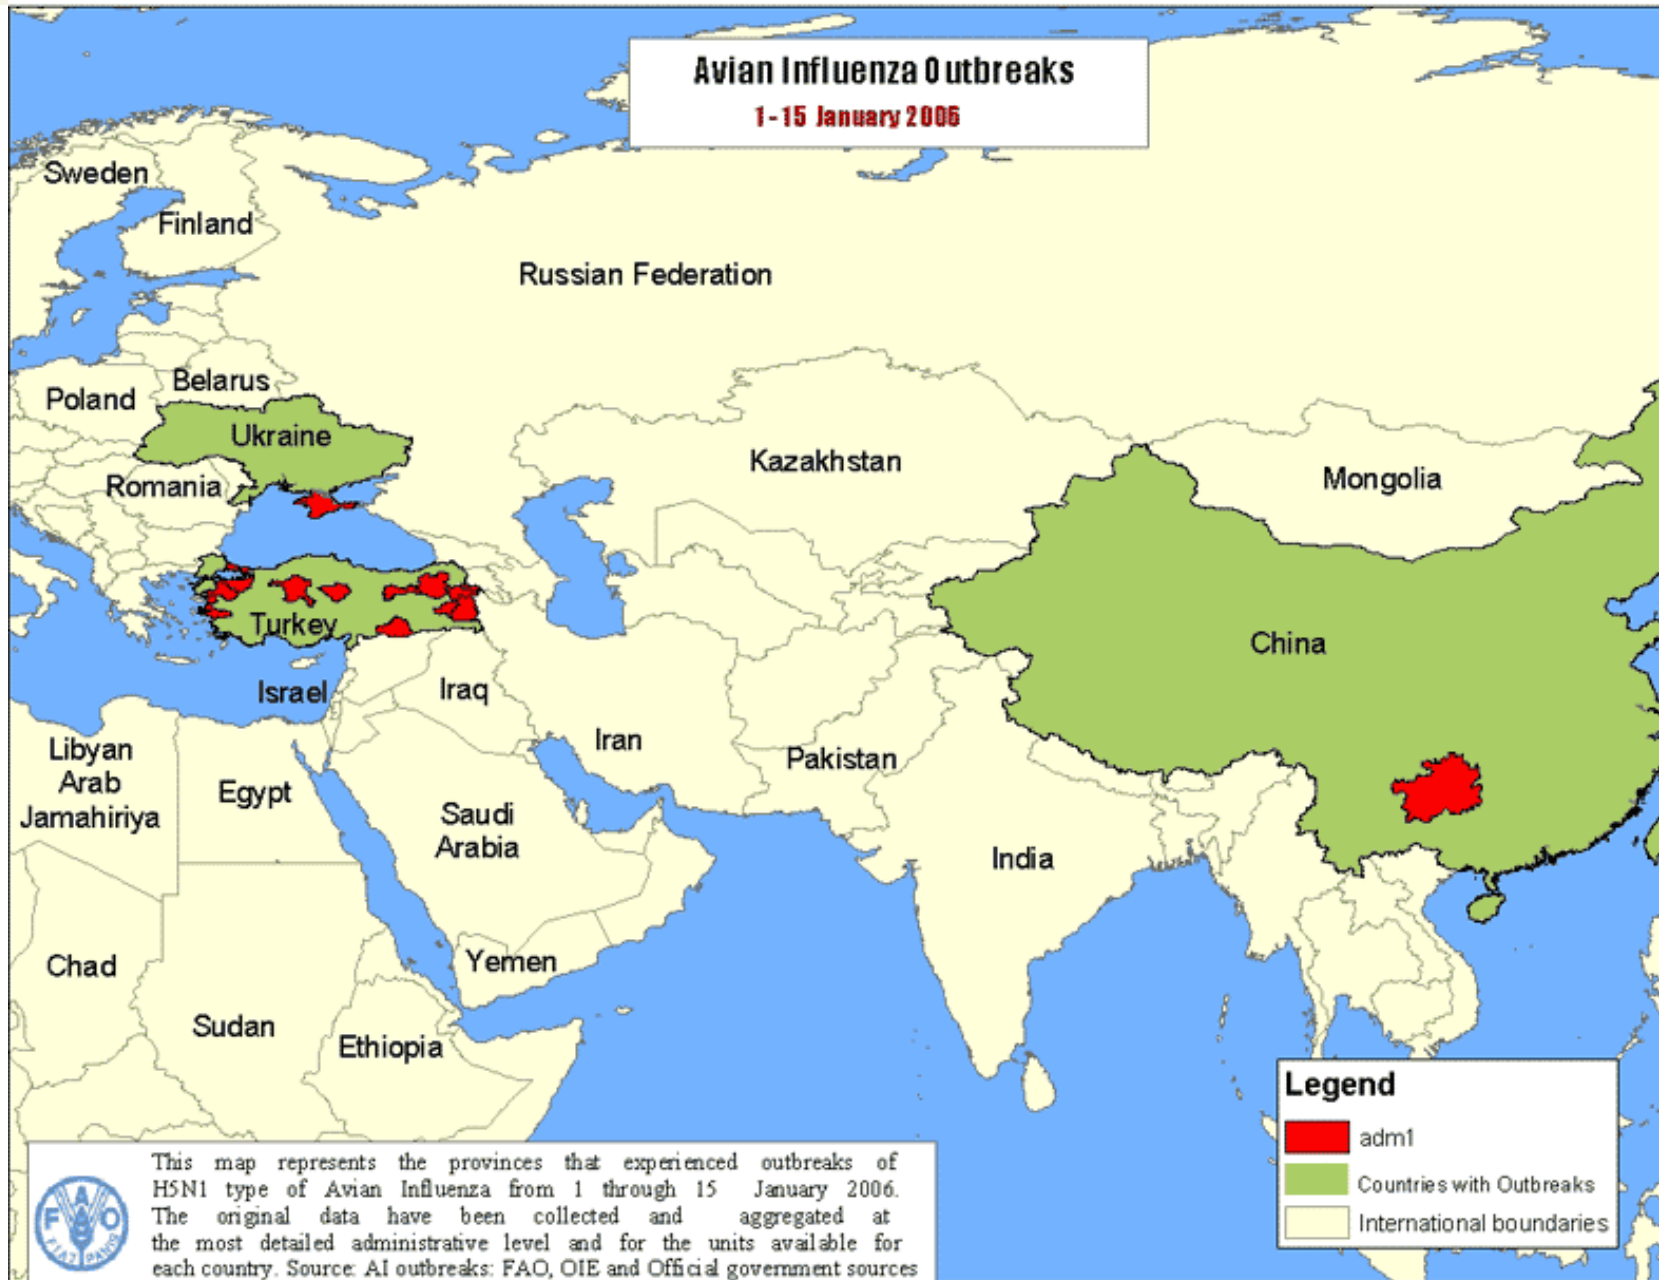 Avian Influenza Outbreaks
1-15 January 2006
Sweden
Finland
Russian Federation
Belarus
Poland
Ukraine
Romania
Kazakhstan
Mongolia
Turkey
China
Israel
Iraq
Iran
Pakistan
Libyan
Arab
Jamahiriya
Egypt
Saudi
Arabia
India
Chad
Yemen
Sudan
Ethiopia
Legend
adm1
Countries with Outbreaks
International boundaries
FAO
FIAT PANIS
This map represents the provinces that experienced outbreaks of
H5N1 type of Avian Influenza from 1 through 15 January 2006.
The original data have been collected and aggregated at
the most detailed administrative level and for the units available for
each country. Source: AI outbreaks: FAO, OIE and Official government sources